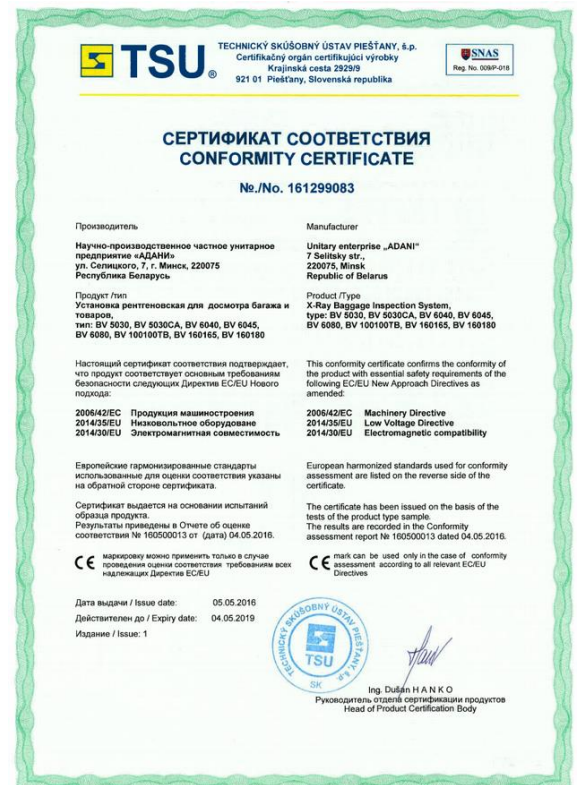 TSU®
TECHNICKÝ SKÚŠOBNÝ ÚSTAV PIEŠŤANY, š.p.
Certifikačný orgán certifikujúci výrobky
Krajinská cesta 2929/9
921 01 Piešťany, Slovenská republika
SNAS
Reg. No. 009/P-018
СЕРТИФИКАТ СООТВЕТСТВИЯ
CONFORMITY CERTIFICATE
№./No. 161299083
Производитель
Научно-производственное частное унитарное
предприятие «АДАНИ»
ул. Селицкого, 7, г. Минск, 220075
Республика Беларусь
Продукт /тип
Установка рентгеновская для досмотра багажа и
товаров,
тип: BV 5030, BV 5030CA, BV 6040, BV 6045,
BV 6080, BV 100100TB, BV 160165, BV 160180
Настоящий сертификат соответствия подтверждает,
что продукт соответствует основным требованиям
безопасности следующих Директив ЕС/EU Нового
подхода:
2006/42/EC Продукция машиностроения
2014/35/EU Низковольтное оборудоване
2014/30/EU Электромагнитная совместимость
Европейские гармонизированные стандарты
использованные для оценки соответствия указаны
на обратной стороне сертификата.
Сертификат выдается на основании испытаний
образца продукта.
Результаты приведены в Отчете об оценке
соответствия № 160500013 от (дата) 04.05.2016.
CE маркировку можно применить только в случае
проведения оценки соответствия требованиям всех
надлежащих Директив ЕС/EU
Manufacturer
Unitary enterprise „ADANI"
7 Selitsky str.,
220075, Minsk
Republic of Belarus
Product /Type
X-Ray Baggage Inspection System,
type: BV 5030, BV 5030CA, BV 6040, BV 6045,
BV 6080, BV 100100TB, BV 160165, BV 160180
This conformity certificate confirms the conformity of
the product with essential safety requirements of the
following EC/EU New Approach Directives as
amended:
2006/42/EC Machinery Directive
2014/35/EU Low Voltage Directive
2014/30/EU Electromagnetic compatibility
European harmonized standards used for conformity
assessment are listed on the reverse side of the
certificate.
The certificate has been issued on the basis of the
tests of the product type sample.
The results are recorded in the Conformity
assessment report № 160500013 dated 04.05.2016.
CE mark can be used only in the case of conformity
assessment according to all relevant EC/EU
Directives
Дата выдачи / Issue date: 05.05.2016
Действителен до / Expiry date: 04.05.2019
Издание / Issue: 1
TECHNICKÝ SKÚŠOBNÝ ÚSTAV PIEŠŤANY, š.p.
TSU
SK
Ing. Dušan H A N K O
Руководитель отдела сертификации продуктов
Head of Product Certification Body